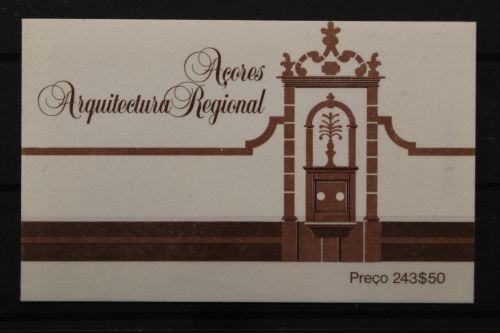 Açores
Arquitectura Regional
Preço 243$50